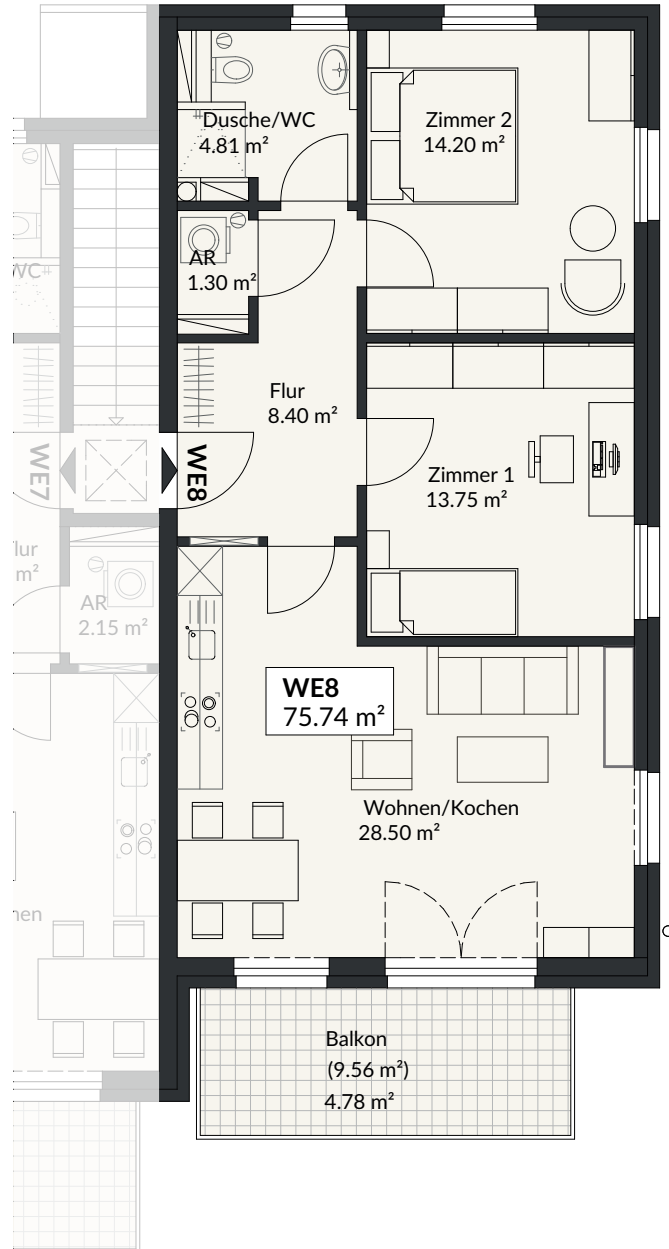 Dusche/WC
4.81 m²
Zimmer 2
14.20 m²
WC
AR
1.30 m²
Flur
8.40 m²
WE7
WE8
Zimmer 1
13.75 m²
lur
m²
AR
2.15 m²
WE8
75.74 m²
Wohnen/Kochen
28.50 m²
hen
Balkon
(9.56 m²)
4.78 m²